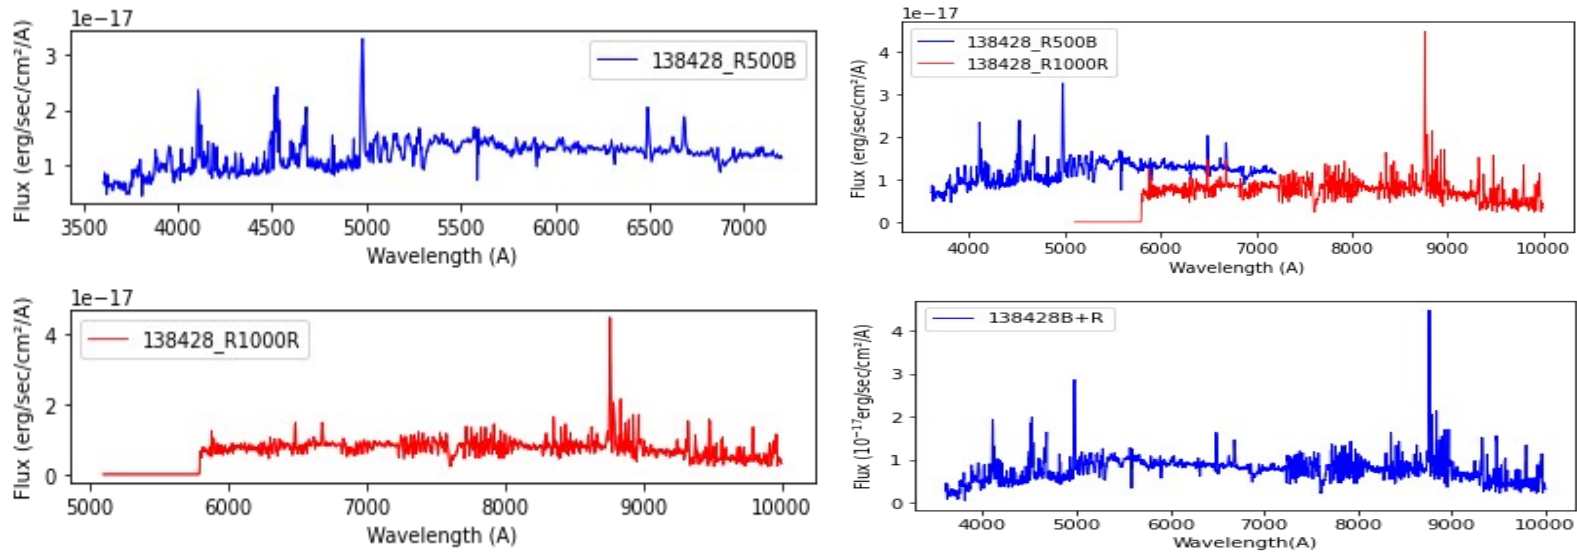 1e−17
3
2
1
Flux (erg/sec/cm²/A)
138428_R500B
3500 4000 4500 5000 5500 6000 6500 7000
Wavelength (A)
1e−17
4
3
2
1
0
Flux (erg/sec/cm²/A)
138428_R500B
138428_R1000R
4000 5000 6000 7000 8000 9000 10000
Wavelength (A)
1e−17
4
2
0
Flux (erg/sec/cm²/A)
138428_R1000R
5000 6000 7000 8000 9000 10000
Wavelength (A)
4
3
2
1
0
Flux (10⁻¹⁷erg/sec/cm²/A)
138428B+R
4000 5000 6000 7000 8000 9000 10000
Wavelength(A)